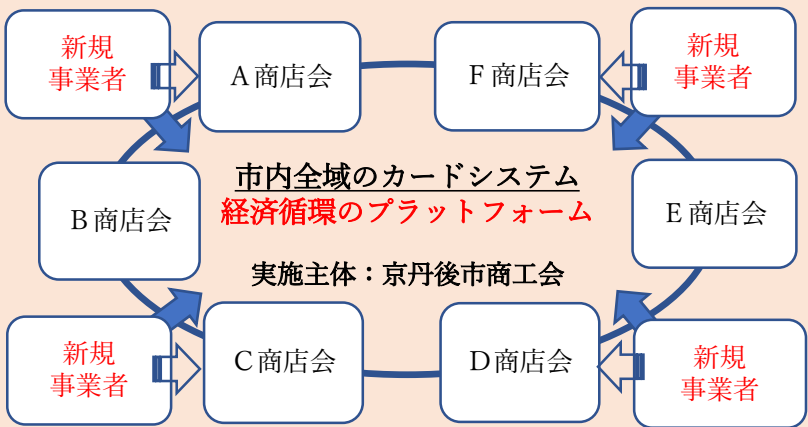 新規
事業者
A商店会
F商店会
新規
事業者
B商店会
市内全域のカードシステム
経済循環のプラットフォーム
実施主体：京丹後市商工会
E商店会
新規
事業者
C商店会
D商店会
新規
事業者